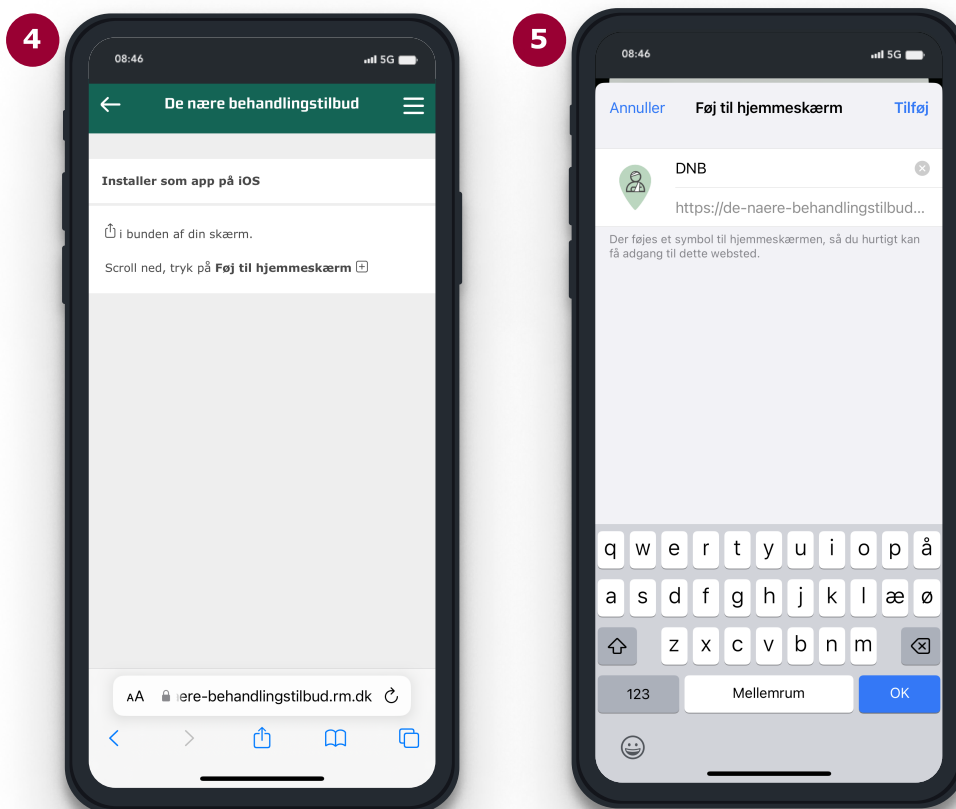 4
08:46
5G
De nære behandlingstilbud
Installer som app på iOS
i bunden af din skærm.
Scroll ned, tryk på Føj til hjemmeskærm
AA ere-behandlingstilbud.rm.dk
5
08:46
5G
Annuller Føj til hjemmeskærm Tilføj
DNB
https://de-naere-behandlingstilbud...
Der føjes et symbol til hjemmeskærmen, så du hurtigt kan
få adgang til dette websted.
q w e r t y u i o p å
a s d f g h j k l æ ø
z x c v b n m
123 Mellemrum OK